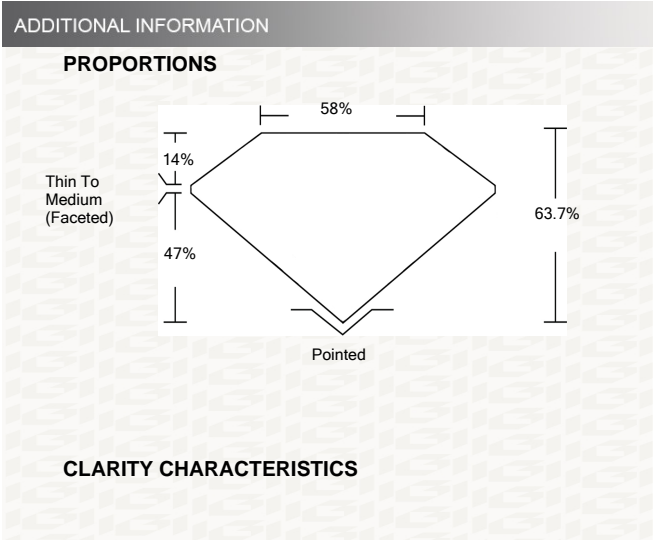 ADDITIONAL INFORMATION
PROPORTIONS
58%
14%
Thin To
Medium
(Faceted)
63.7%
47%
Pointed
CLARITY CHARACTERISTICS